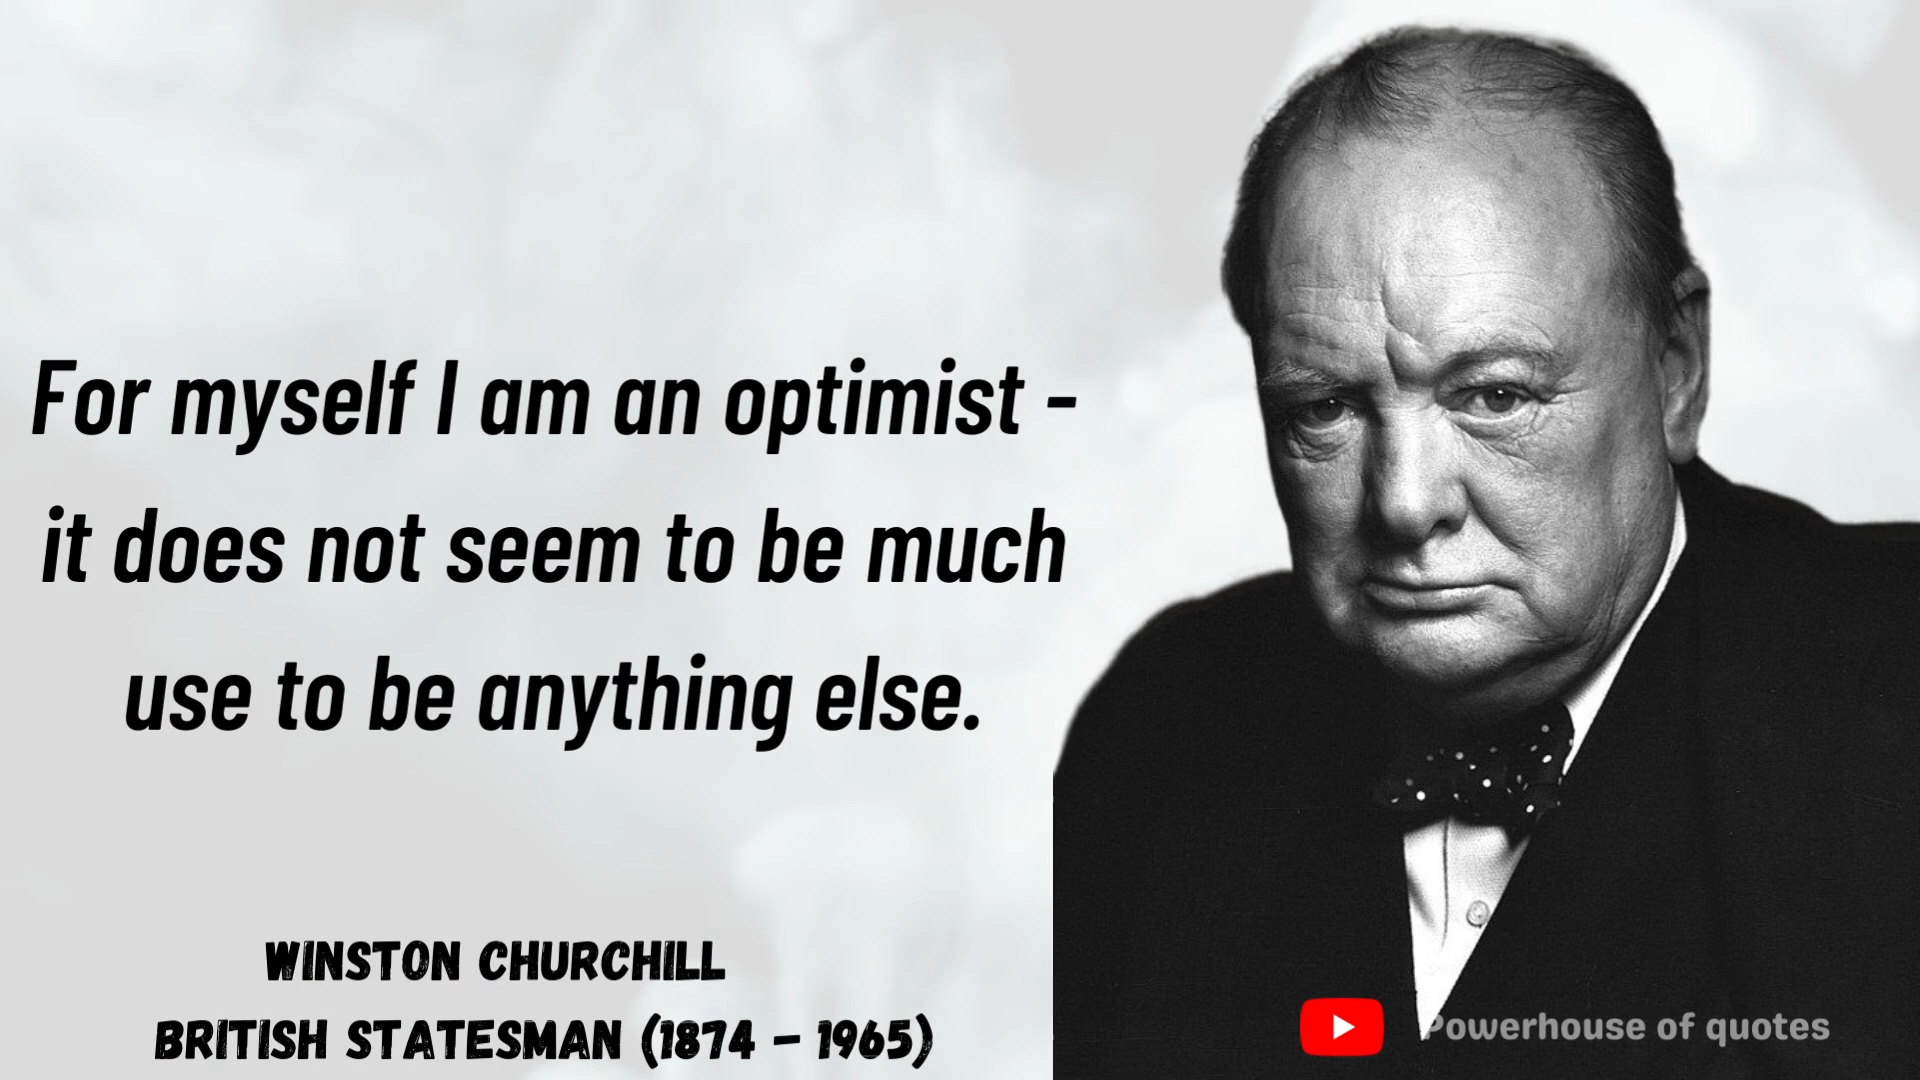 For myself I am an optimist -
it does not seem to be much
use to be anything else.
WINSTON CHURCHILL
BRITISH STATESMAN (1874 – 1965)
Powerhouse of quotes